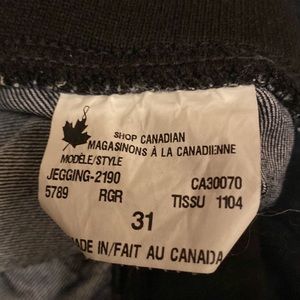 SHOP CANADIAN
MAGASINONS À LA CANADIENNE
MODÈLE/STYLE
JEGGING-2190 CA30070
5789 RGR TISSU 1104
31
MADE IN/FAIT AU CANADA